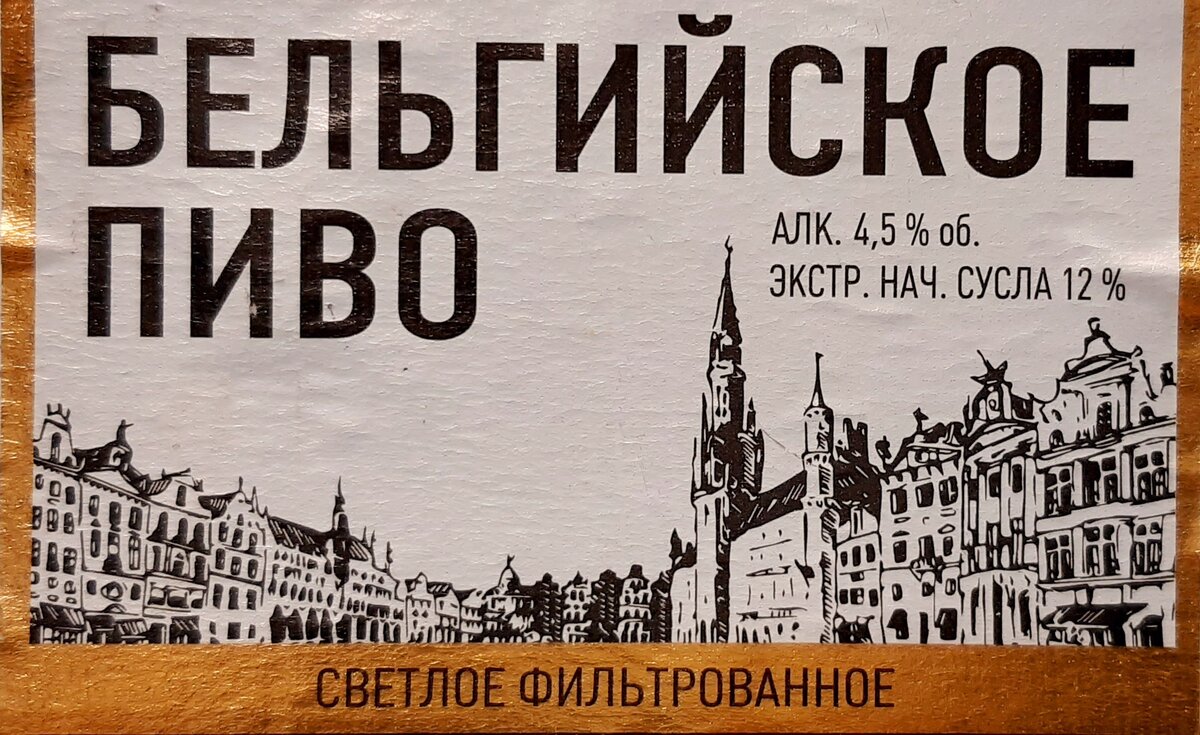 БЕЛЬГИЙСКОЕ
ПИВО
АЛК. 4,5 % об.
ЭКСТР. НАЧ. СУСЛА 12 %
СВЕТЛОЕ ФИЛЬТРОВАННОЕ